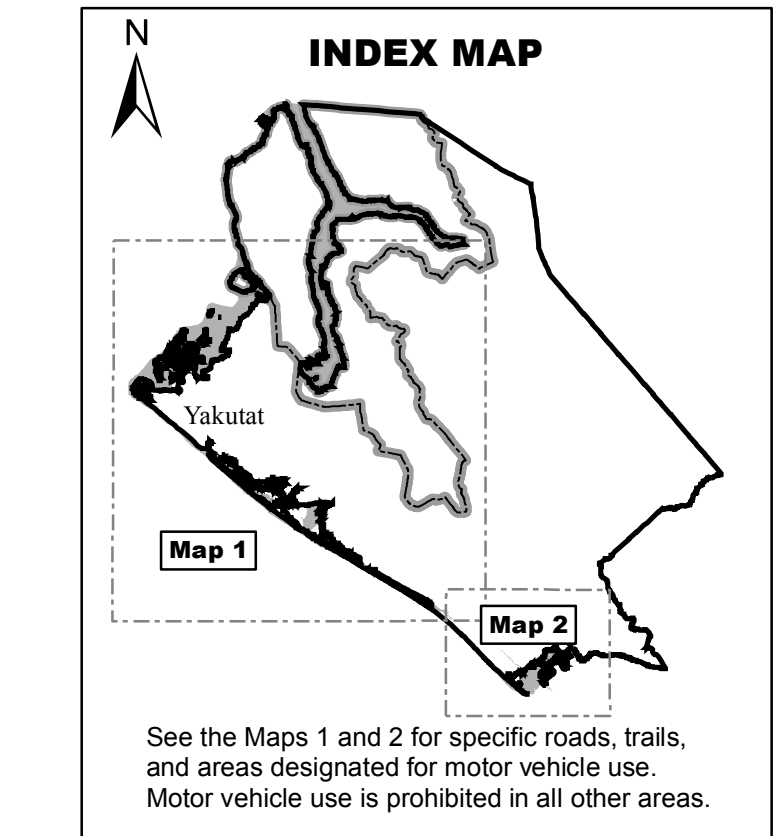 N
INDEX MAP
Yakutat
Map 1
Map 2
See the Maps 1 and 2 for specific roads, trails,
and areas designated for motor vehicle use.
Motor vehicle use is prohibited in all other areas.